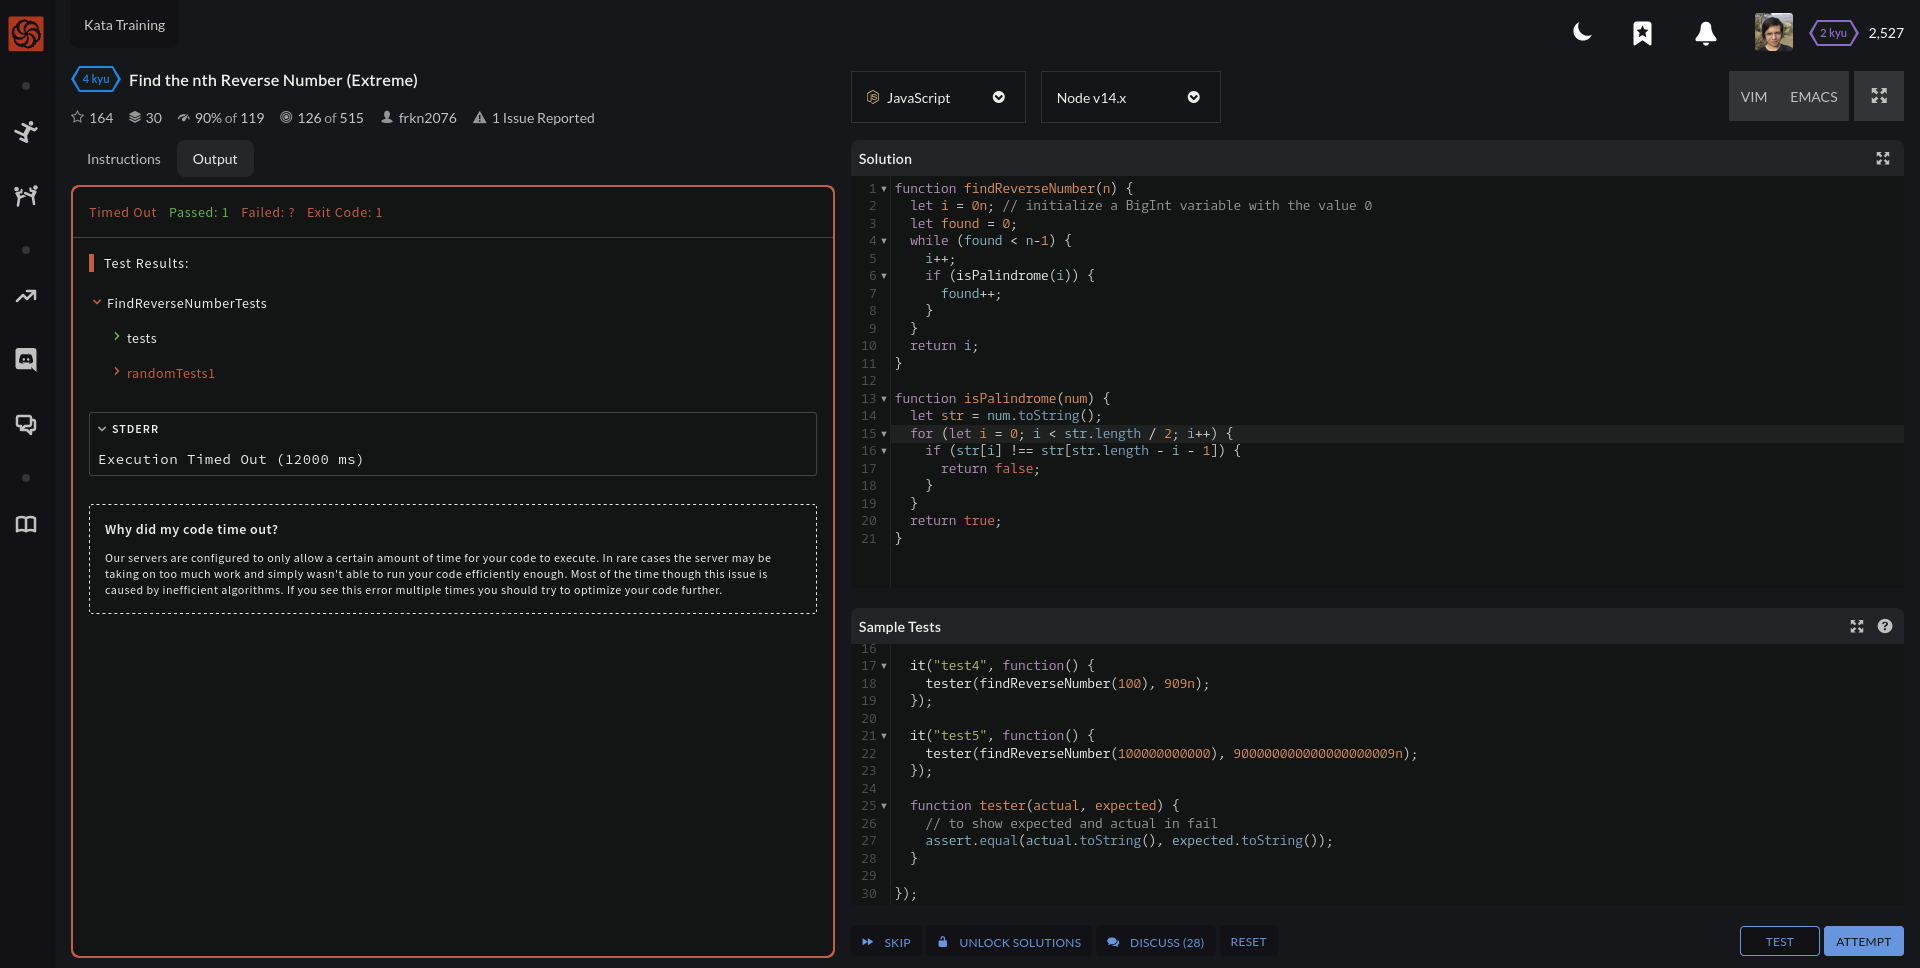 Kata Training
2 kyu 2,527
4 kyu Find the nth Reverse Number (Extreme)
164 30 90% of 119 126 of 515 frkn2076 1 Issue Reported
Instructions Output
Timed Out Passed: 1 Failed: ? Exit Code: 1
Test Results:
FindReverseNumberTests
tests
randomTests1
STDERR
Execution Timed Out (12000 ms)
Why did my code time out?
Our servers are configured to only allow a certain amount of time for your code to execute. In rare cases the server may be
taking on too much work and simply wasn't able to run your code efficiently enough. Most of the time though this issue is
caused by inefficient algorithms. If you see this error multiple times you should try to optimize your code further.
JavaScript Node v14.x VIM EMACS
Solution
1 function findReverseNumber(n) {
2 let i = 0n; // initialize a BigInt variable with the value 0
3 let found = 0;
4 while (found < n-1) {
5 i++;
6 if (isPalindrome(i)) {
7 found++;
8 }
9 }
10 return i;
11 }
12
13 function isPalindrome(num) {
14 let str = num.toString();
15 for (let i = 0; i < str.length / 2; i++) {
16 if (str[i] !== str[str.length - i - 1]) {
17 return false;
18 }
19 }
20 return true;
21 }
Sample Tests
16
17 it("test4", function() {
18 tester(findReverseNumber(100), 909n);
19 });
20
21 it("test5", function() {
22 tester(findReverseNumber(100000000000), 900000000000000000009n);
23 });
24
25 function tester(actual, expected) {
26 // to show expected and actual in fail
27 assert.equal(actual.toString(), expected.toString());
28 }
29
30 });
SKIP UNLOCK SOLUTIONS DISCUSS (28) RESET TEST ATTEMPT